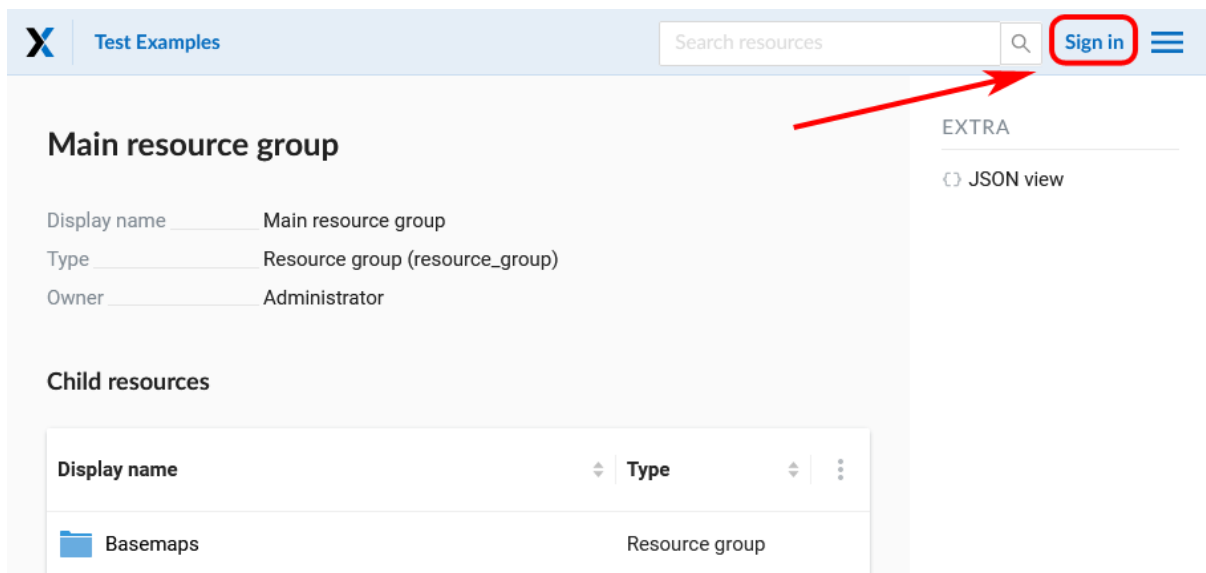 Test Examples
Search resources
Sign in
Main resource group
EXTRA
{} JSON view
Display name Main resource group
Type Resource group (resource_group)
Owner Administrator
Child resources
Display name Type
Basemaps Resource group